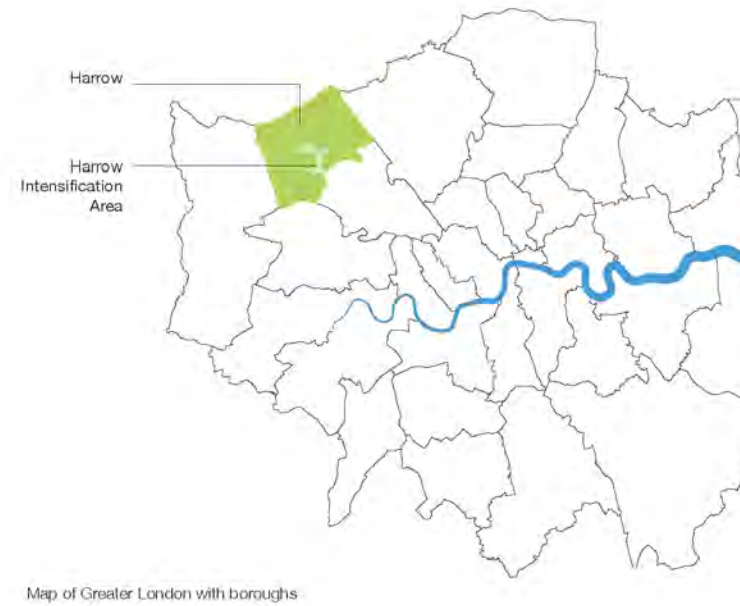 Harrow
Harrow
Intensification
Area
Map of Greater London with boroughs